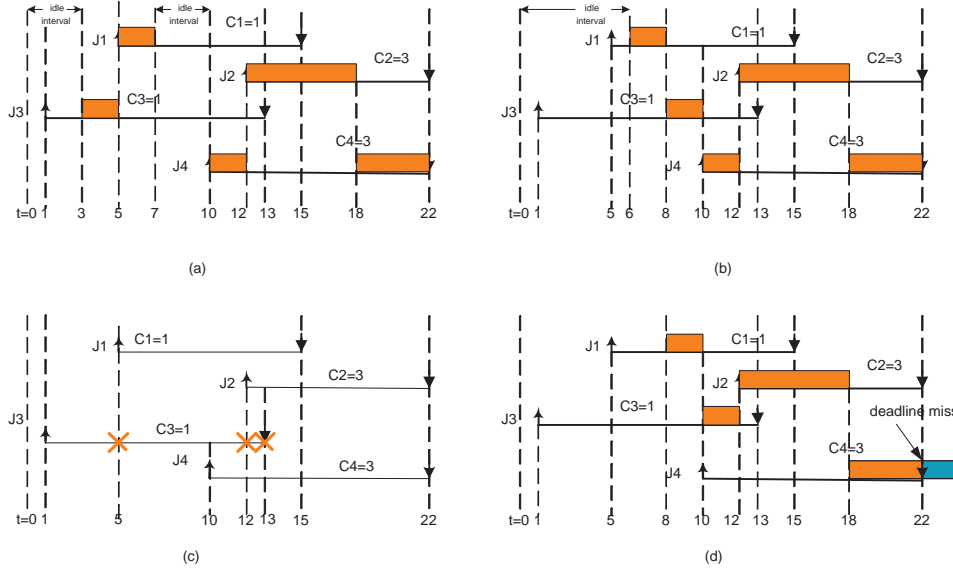 idle
interval
idle
interval
C1=1
J1
C2=3
J2
C3=1
J3
C4=3
J4
t=0 1 3 5 7 10 12 13 15 18 22
(a)
idle
interval
J1
C1=1
C2=3
J2
C3=1
J3
C4=3
J4
t=0 1 5 6 8 10 12 13 15 18 22
(b)
C1=1
J1
J2
C2=3
J3
C3=1
J4
C4=3
t=0 1 5 10 12 13 15 22
(c)
C1=1
J1
C2=3
J2
C3=1
J3
deadline miss
C4=3
J4
t=0 1 5 8 10 12 13 15 18 22
(d)